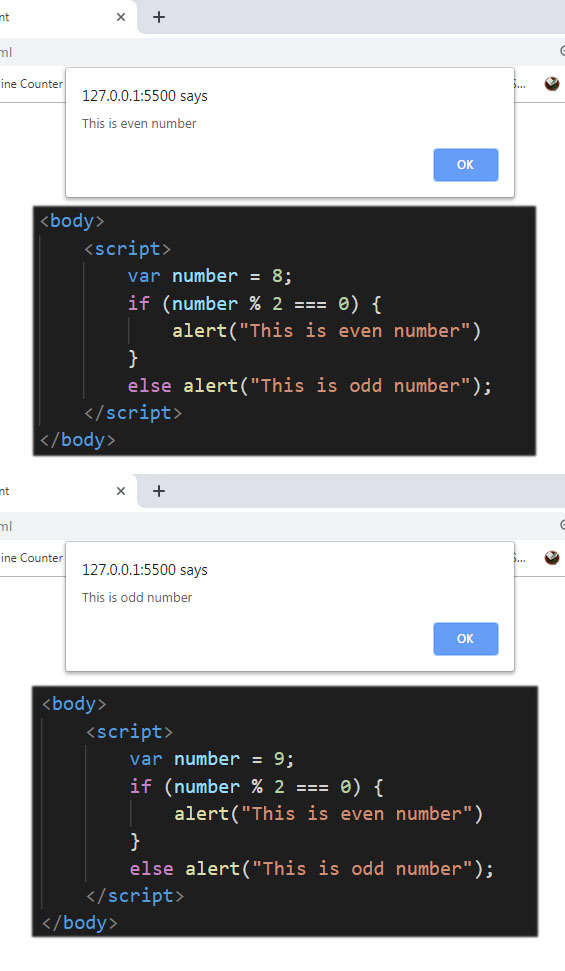 nt × +
ml
ine Counter S...
127.0.0.1:5500 says
This is even number
OK
<body>
<script>
var number = 8;
if (number % 2 === 0) {
alert("This is even number")
}
else alert("This is odd number");
</script>
</body>
nt × +
ml
ine Counter S...
127.0.0.1:5500 says
This is odd number
OK
<body>
<script>
var number = 9;
if (number % 2 === 0) {
alert("This is even number")
}
else alert("This is odd number");
</script>
</body>